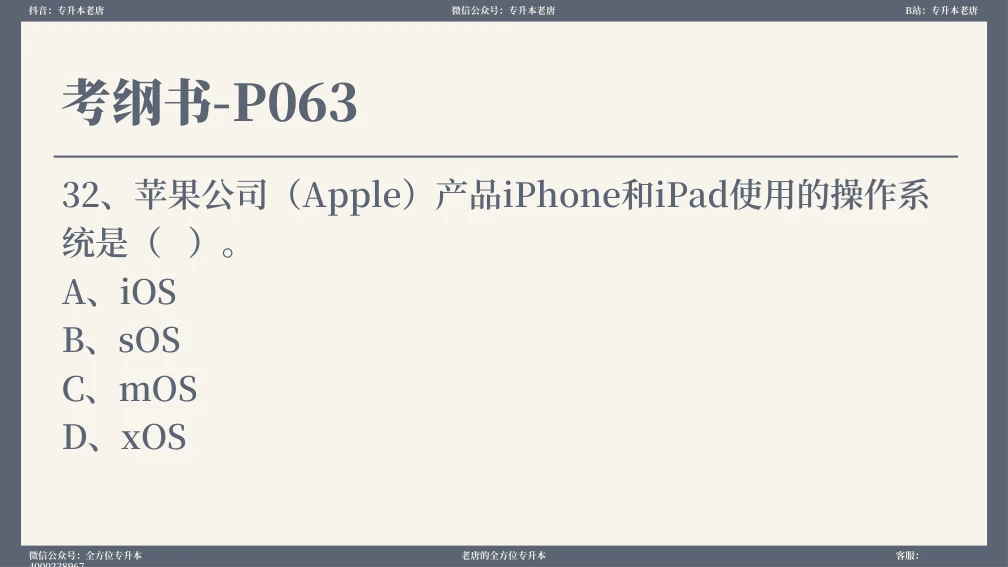 抖音：专升本老唐
微信公众号：专升本老唐
B站：专升本老唐
考纲书-P063
32、苹果公司（Apple）产品iPhone和iPad使用的操作系
统是（  ）。
A、iOS
B、sOS
C、mOS
D、xOS
微信公众号：全方位专升本
老唐的全方位专升本
客服：
4000238967